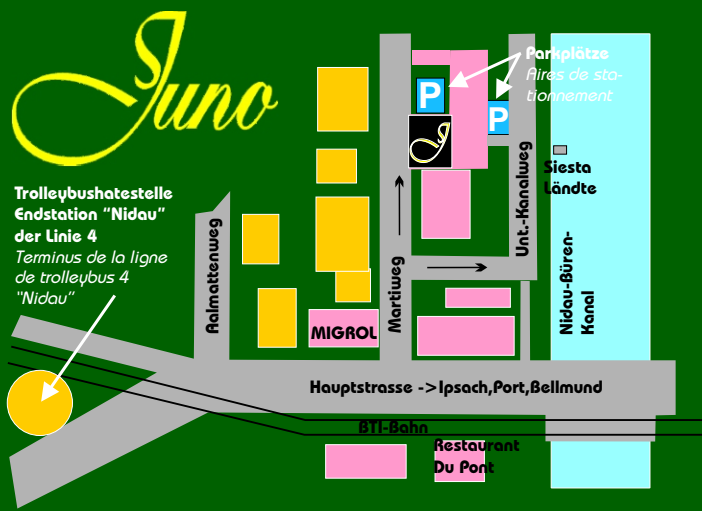 Juno
Parkplätze
Aires de sta-
tionnement
P
P
J
Siesta
Ländte
Trolleybushatestelle
Endstation "Nidau"
der Linie 4
Terminus de la ligne
de trolleybus 4
"Nidau"
Aalmattenweg
Martiweg
Unt.-Kanalweg
Nidau-Büren-
Kanal
MIGROL
Hauptstrasse ->Ipsach,Port,Bellmund
BTI-Bahn
Restaurant
Du Pont